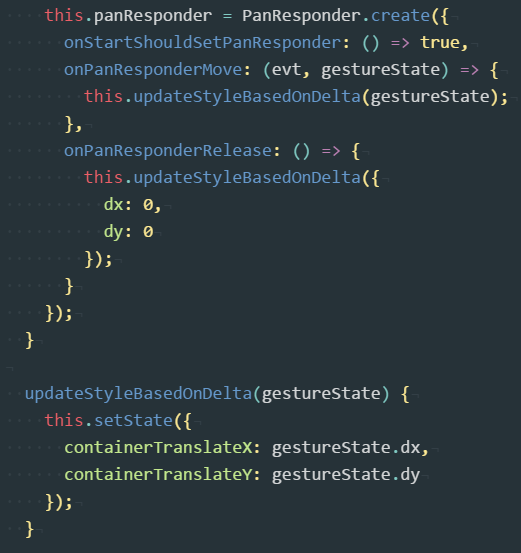 this.panResponder = PanResponder.create({
onStartShouldSetPanResponder: () => true,
onPanResponderMove: (evt, gestureState) => {
this.updateStyleBasedOnDelta(gestureState);
},
onPanResponderRelease: () => {
this.updateStyleBasedOnDelta({
dx: 0,
dy: 0
});
}
});
}
updateStyleBasedOnDelta(gestureState) {
this.setState({
containerTranslateX: gestureState.dx,
containerTranslateY: gestureState.dy
});
}